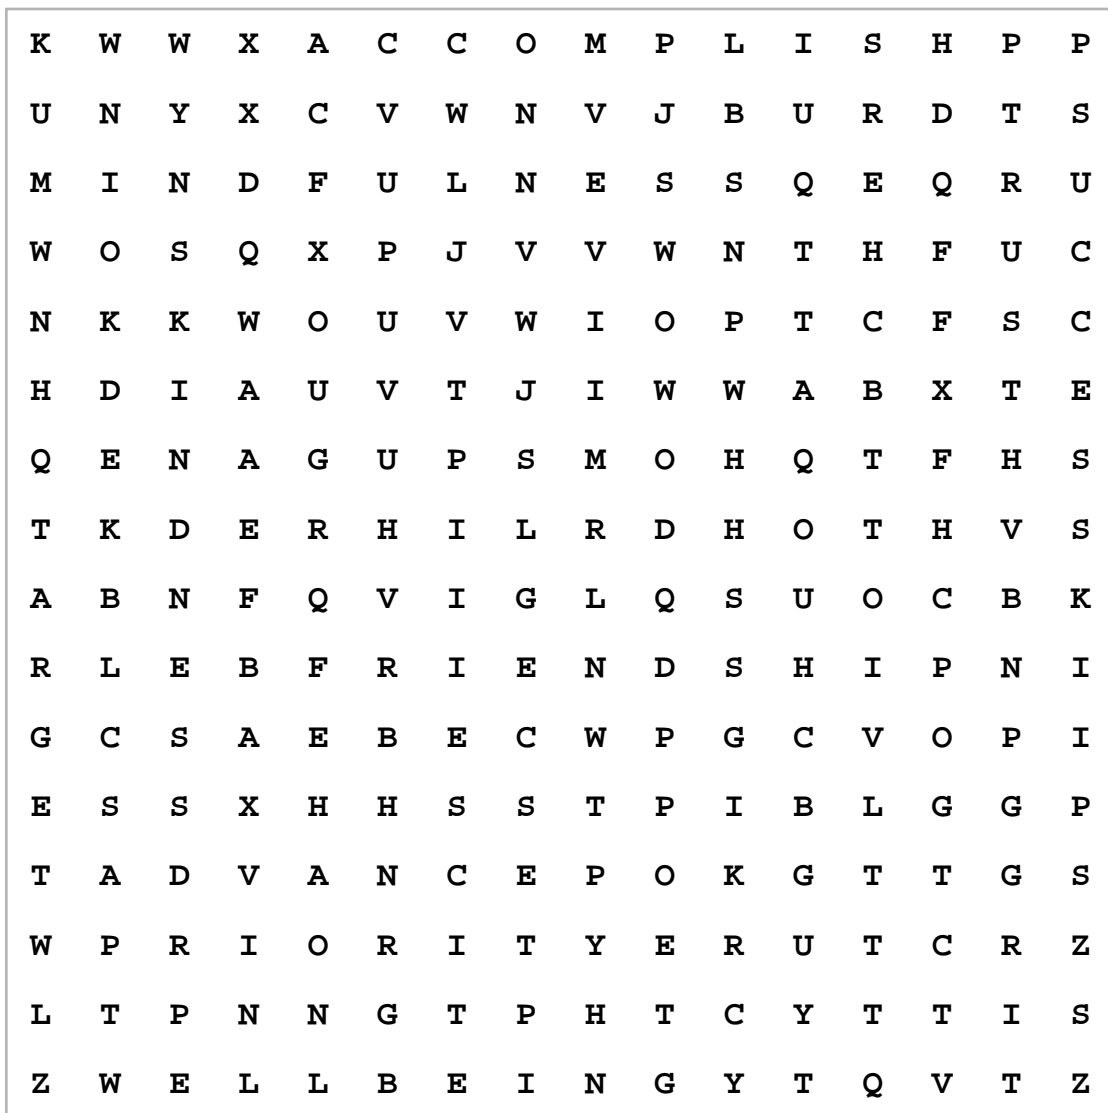 K W W X A C C O M P L I S H P P
U N Y X C V W N V J B U R D T S
M I N D F U L N E S S Q E Q R U
W O S Q X P J V V W N T H F U C
N K K W O U V W I O P T C F S C
H D I A U V T J I W W A B X T E
Q E N A G U P S M O H Q T F H S
T K D E R H I L R D H O T H V S
A B N F Q V I G L Q S U O C B K
R L E B F R I E N D S H I P N I
G C S A E B E C W P G C V O P I
E S S X H H S S T P I B L G G P
T A D V A N C E P O K G T T G S
W P R I O R I T Y E R U T C R Z
L T P N N G T P H T C Y T T I S
Z W E L L B E I N G Y T Q V T Z